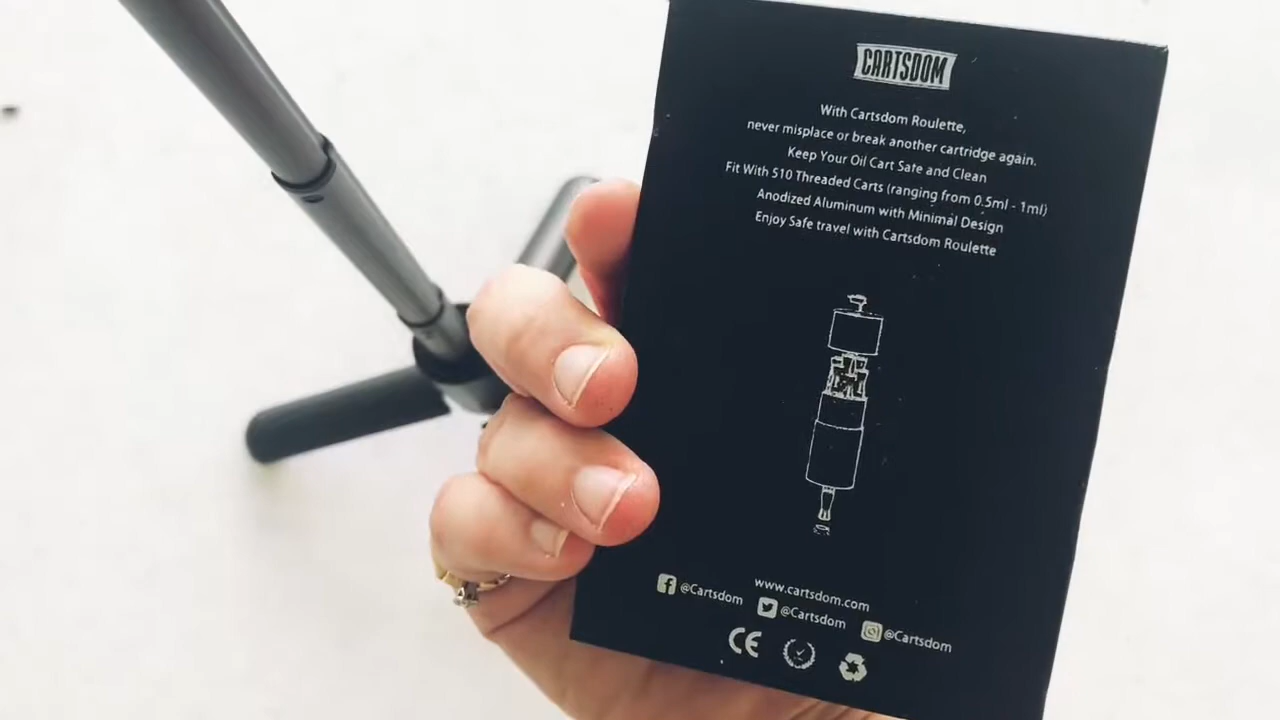 CARTSDOM
With Cartsdom Roulette,
never misplace or break another cartridge again.
Keep Your Oil Cart Safe and Clean
Fit With 510 Threaded Carts (ranging from 0.5ml - 1ml)
Anodized Aluminum with Minimal Design
Enjoy Safe travel with Cartsdom Roulette
www.cartsdom.com
@Cartsdom @Cartsdom @Cartsdom
CE